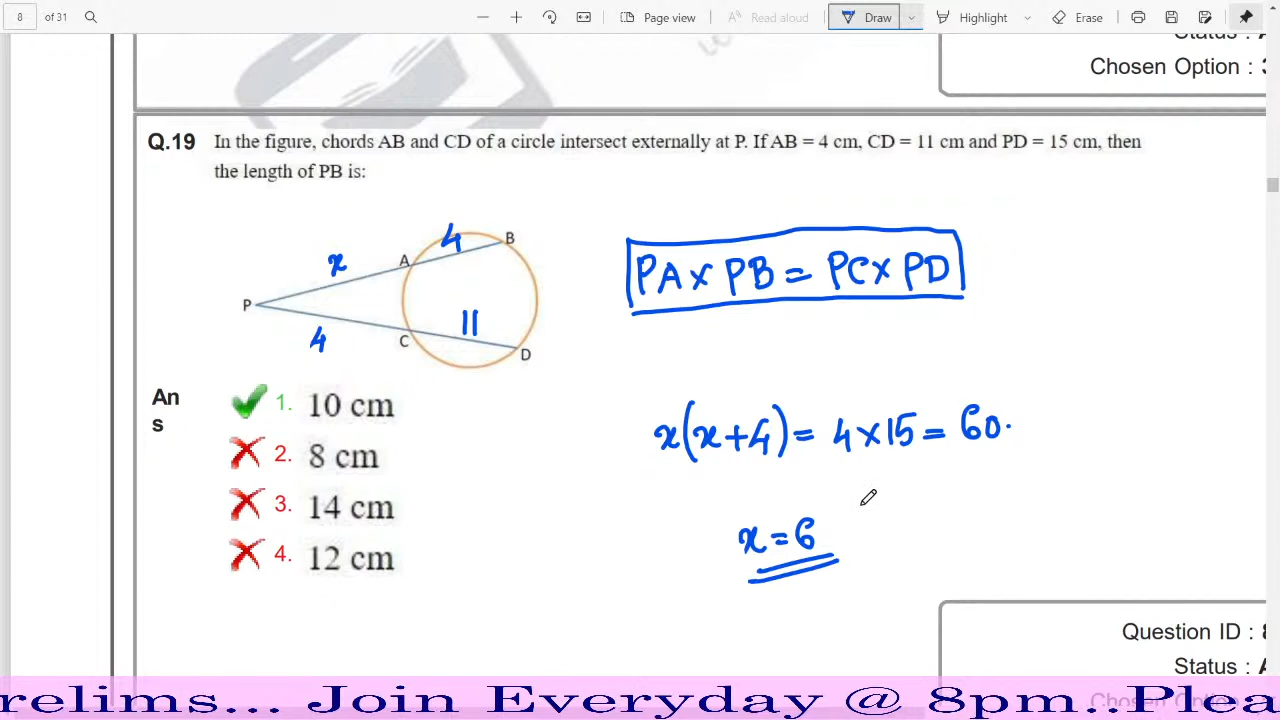 8 of 31 Page view Read aloud Draw Highlight Erase
Chosen Option :
Q.19 In the figure, chords AB and CD of a circle intersect externally at P. If AB = 4 cm, CD = 11 cm and PD = 15 cm, then
the length of PB is:
4
B
x
A
P
11
4
C
D
PA × PB = PC × PD
An
s
1. 10 cm
2. 8 cm
3. 14 cm
4. 12 cm
x(x+4) = 4×15 = 60.
x = 6
Question ID :
Status :
Chosen Option :
relims... Join Everyday @ 8pm .Plea